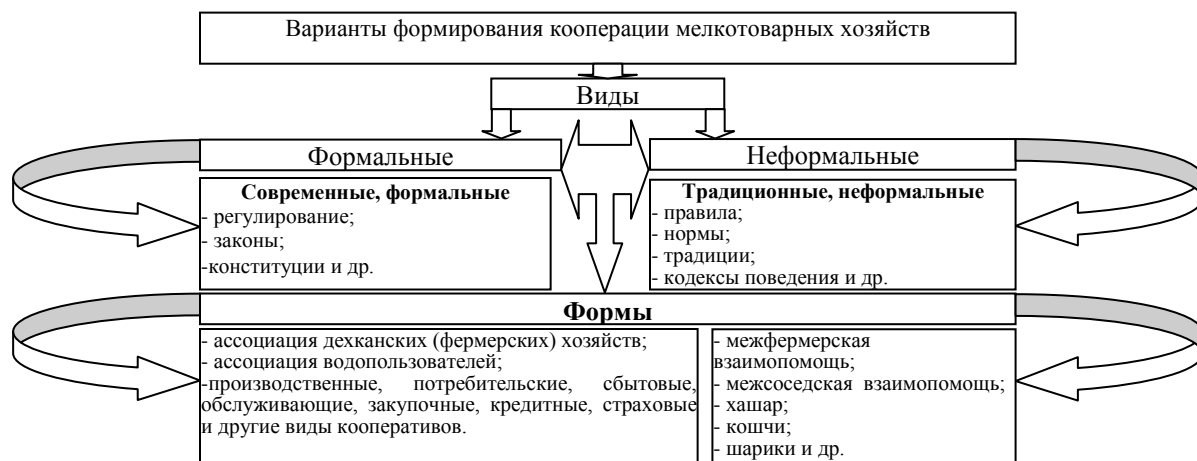 Варианты формирования кооперации мелкотоварных хозяйств
Виды
Формальные
Неформальные
Современные, формальные
- регулирование;
- законы;
-конституции и др.
Традиционные, неформальные
- правила;
- нормы;
- традиции;
- кодексы поведения и др.
Формы
- ассоциация дехканских (фермерских) хозяйств;
- ассоциация водопользователей;
-производственные, потребительские, сбытовые,
обслуживающие, закупочные, кредитные, страховые
и другие виды кооперативов.
- межфермерская
взаимопомощь;
- межсоседская взаимопомощь;
- хашар;
- кошчи;
- шарики и др.